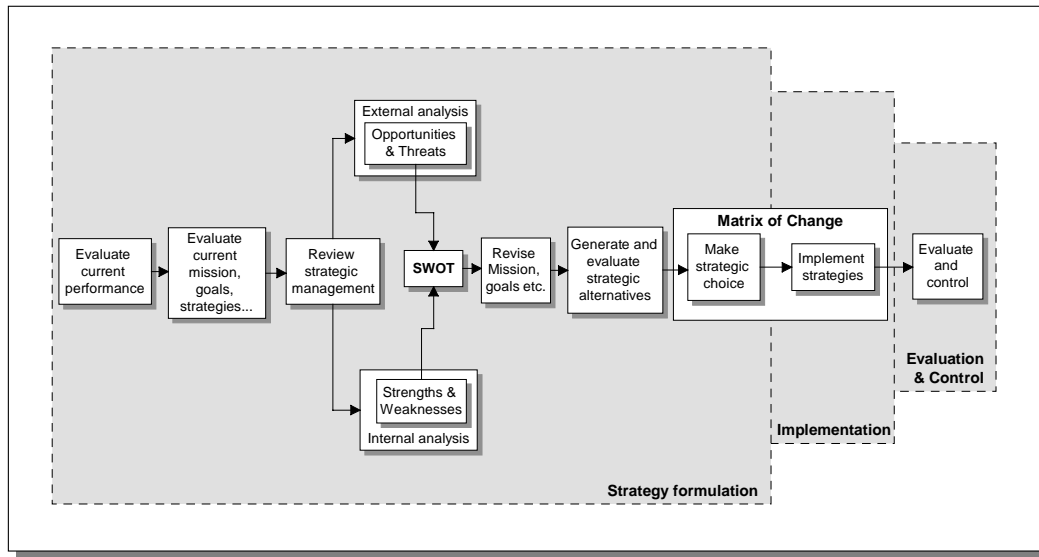 External analysis
Opportunities
& Threats
Evaluate
current
performance
Evaluate
current
mission,
goals,
strategies...
Review
strategic
management
SWOT
Revise
Mission,
goals etc.
Generate and
evaluate
strategic
alternatives
Matrix of Change
Make
strategic
choice
Implement
strategies
Evaluate
and
control
Strengths &
Weaknesses
Internal analysis
Evaluation
& Control
Implementation
Strategy formulation